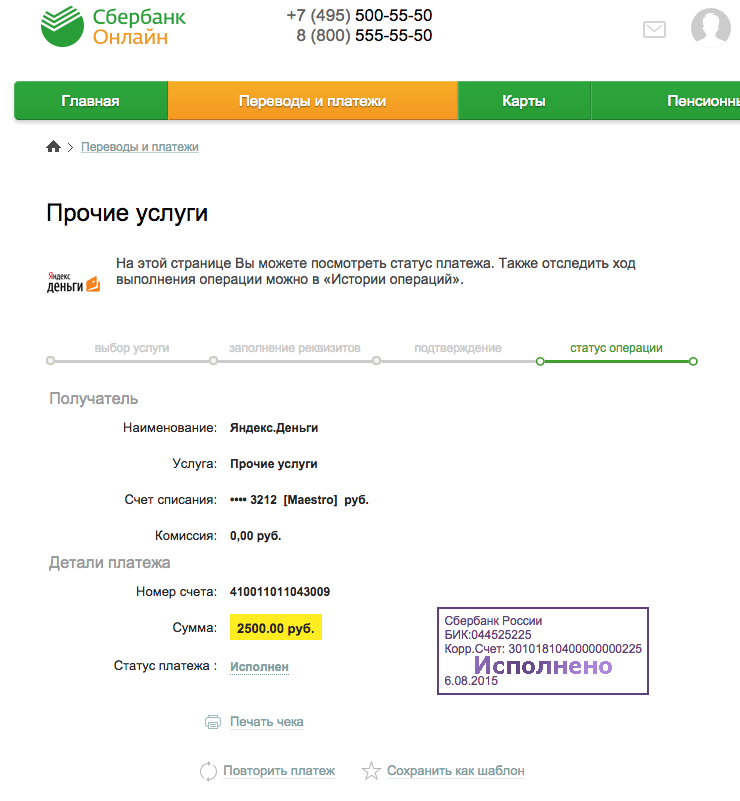 Сбербанк
Онлайн
+7 (495) 500-55-50
8 (800) 555-55-50
Главная
Переводы и платежи
Карты
Пенсионны
Переводы и платежи
Прочие услуги
Яндекс
деньги
На этой странице Вы можете посмотреть статус платежа. Также отследить ход
выполнения операции можно в «Истории операций».
выбор услуги
заполнение реквизитов
подтверждение
статус операции
Получатель
Наименование: Яндекс.Деньги
Услуга: Прочие услуги
Счет списания: •••• 3212 [Maestro] руб.
Комиссия: 0,00 руб.
Детали платежа
Номер счета: 410011011043009
Сумма: 2500.00 руб.
Статус платежа : Исполнен
Сбербанк России
БИК:044525225
Корр.Счет: 30101810400000000225
Исполнено
6.08.2015
Печать чека
Повторить платеж
Сохранить как шаблон